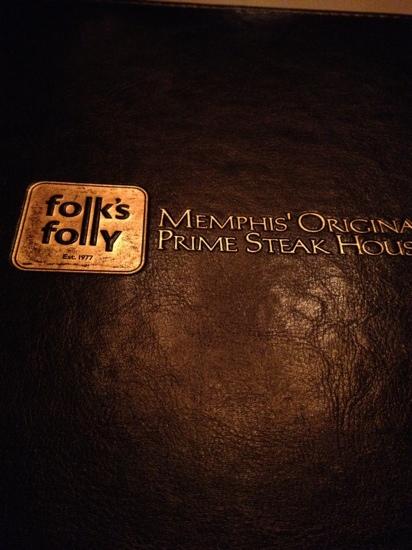 folk's
folly
Est. 1977
MEMPHIS' ORIGINA
PRIME STEAK HOUS